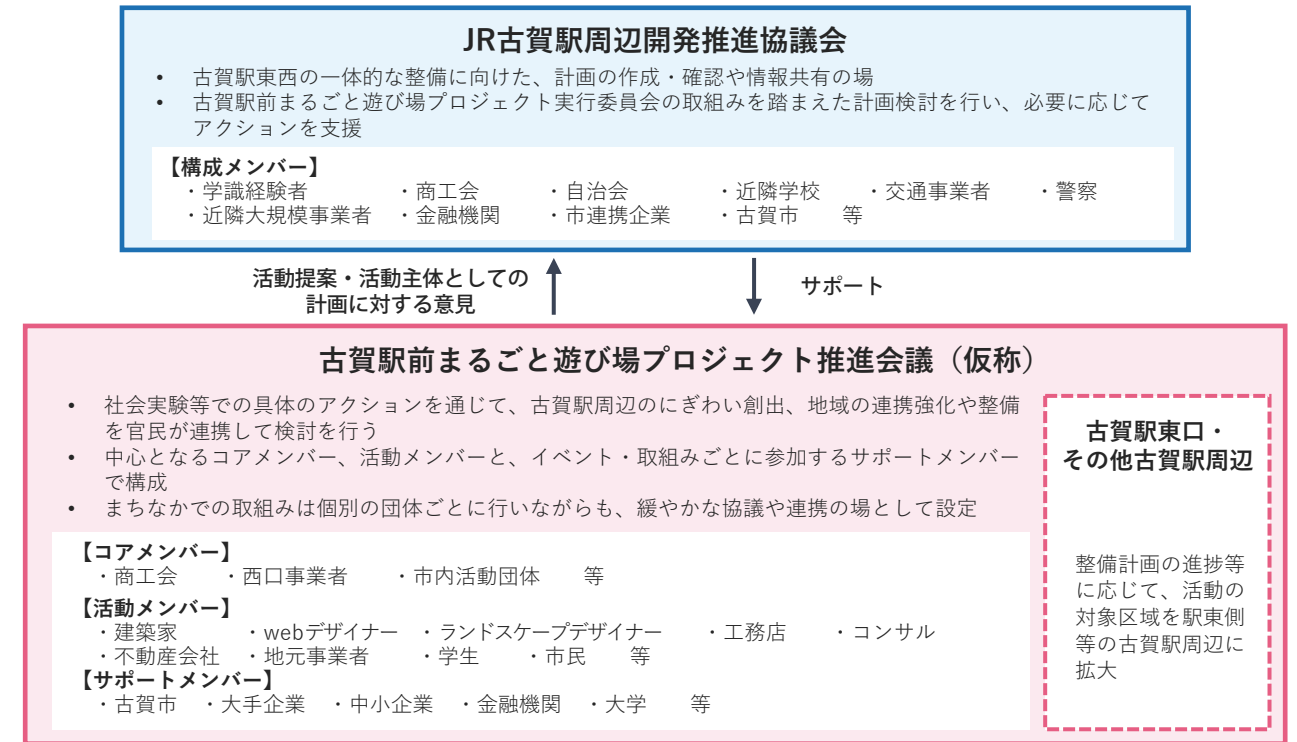 JR古賀駅周辺開発推進協議会
• 古賀駅東西の一体的な整備に向けた、計画の作成・確認や情報共有の場
• 古賀駅前まるごと遊び場プロジェクト実行委員会の取組みを踏まえた計画検討を行い、必要に応じて
アクションを支援
【構成メンバー】
・学識経験者 ・商工会 ・自治会 ・近隣学校 ・交通事業者 ・警察
・近隣大規模事業者 ・金融機関 ・市連携企業 ・古賀市 等
活動提案・活動主体としての
計画に対する意見
サポート
古賀駅前まるごと遊び場プロジェクト推進会議（仮称）
• 社会実験等での具体のアクションを通じて、古賀駅周辺のにぎわい創出、地域の連携強化や整備
を官民が連携して検討を行う
• 中心となるコアメンバー、活動メンバーと、イベント・取組みごとに参加するサポートメンバー
で構成
• まちなかでの取組みは個別の団体ごとに行いながらも、緩やかな協議や連携の場として設定
【コアメンバー】
・商工会 ・西口事業者 ・市内活動団体 等
【活動メンバー】
・建築家 ・webデザイナー ・ランドスケープデザイナー ・工務店 ・コンサル
・不動産会社 ・地元事業者 ・学生 ・市民 等
【サポートメンバー】
・古賀市 ・大手企業 ・中小企業 ・金融機関 ・大学 等
古賀駅東口・
その他古賀駅周辺
整備計画の進捗等
に応じて、活動の
対象区域を駅東側
等の古賀駅周辺に
拡大